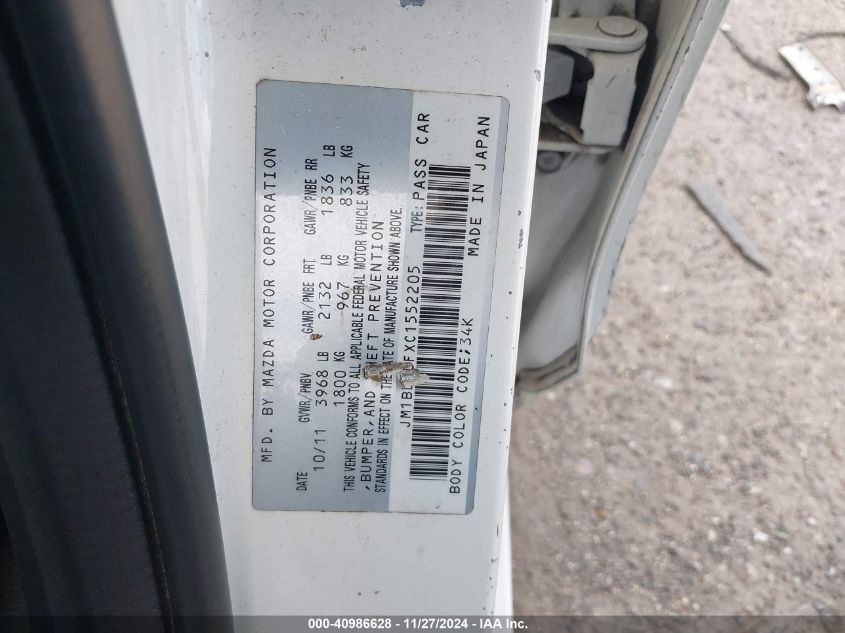 MFD. BY MAZDA MOTOR CORPORATION
DATE GVWR/PNBV GAWR/PNBE FRT GAWR/PNBE RR
10/11 3968 LB 2132 LB 1836 LB
1800 KG 967 KG 833 KG
THIS VEHICLE CONFORMS TO ALL APPLICABLE FEDERAL MOTOR VEHICLE SAFETY
,BUMPER,AND THEFT PREVENTION
STANDARDS IN EFFECT ON THE DATE OF MANUFACTURE SHOWN ABOVE
FXC1552205 TYPE: PASS CAR
BODY COLOR CODE;34K MADE IN JAPAN
000-40986628 - 11/27/2024 - IAA Inc.